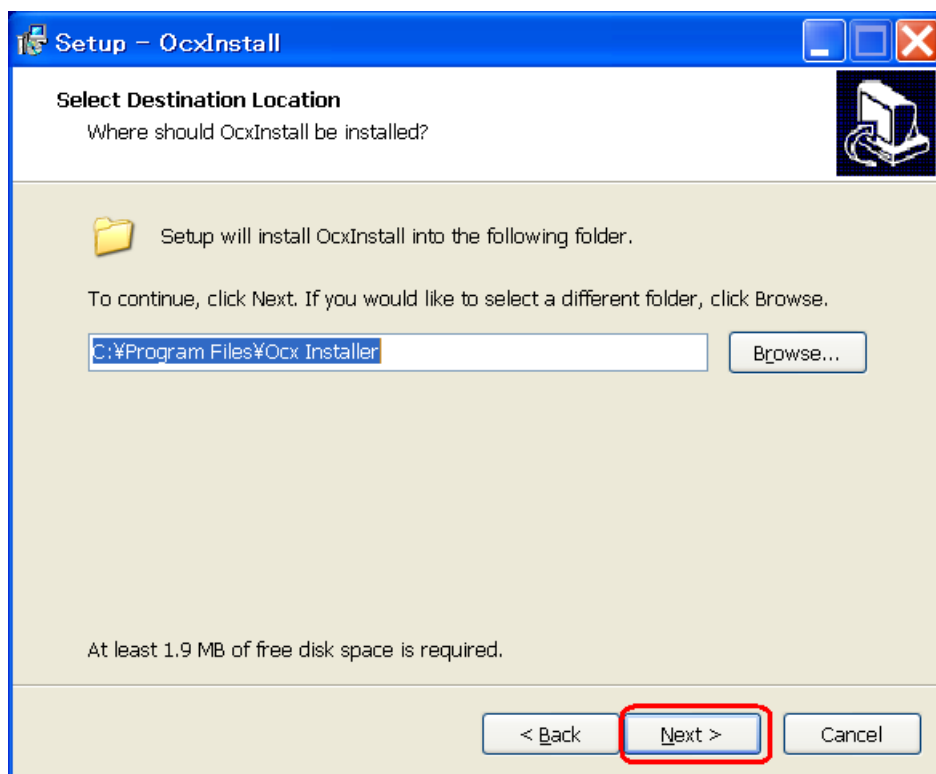 Setup - OcxInstall
Select Destination Location
Where should OcxInstall be installed?
Setup will install OcxInstall into the following folder.
To continue, click Next. If you would like to select a different folder, click Browse.
C:¥Program Files¥Ocx Installer
Browse...
At least 1.9 MB of free disk space is required.
< Back
Next >
Cancel